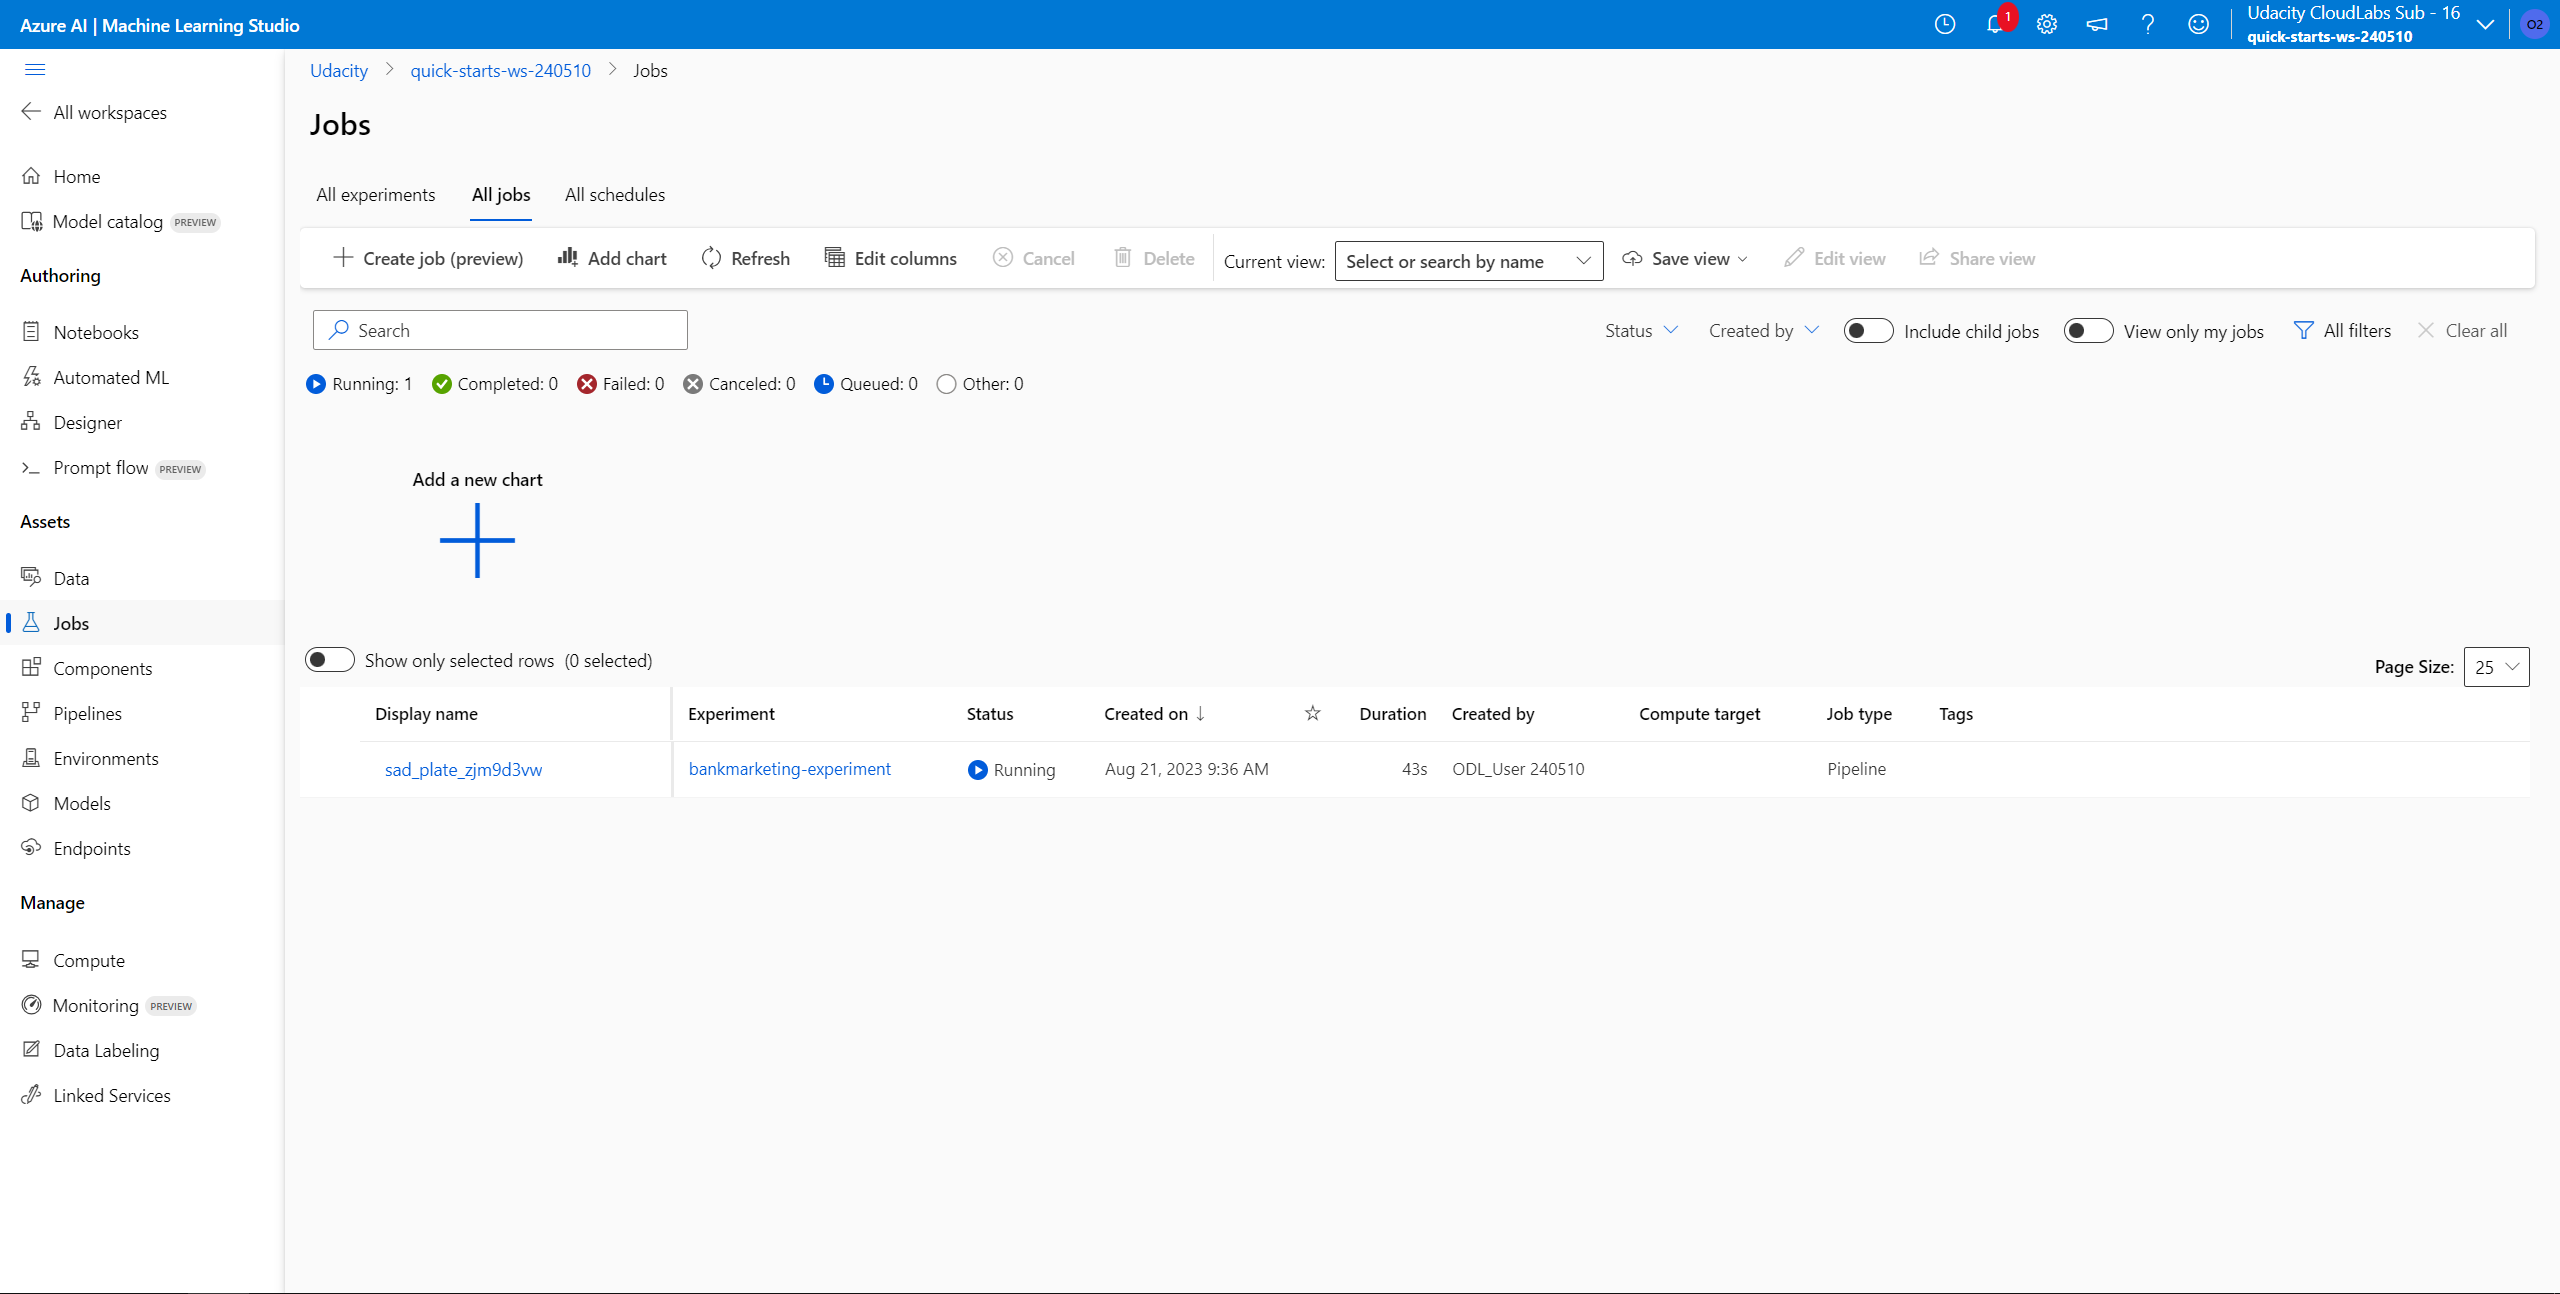 Azure AI | Machine Learning Studio
1
Udacity CloudLabs Sub - 16
quick-starts-ws-240510
O2
Udacity > quick-starts-ws-240510 > Jobs
All workspaces
Home
Model catalog PREVIEW
Authoring
Notebooks
Automated ML
Designer
Prompt flow PREVIEW
Assets
Data
Jobs
Components
Pipelines
Environments
Models
Endpoints
Manage
Compute
Monitoring PREVIEW
Data Labeling
Linked Services
Jobs
All experiments All jobs All schedules
Create job (preview) Add chart Refresh Edit columns Cancel Delete Current view: Select or search by name Save view Edit view Share view
Search Status Created by Include child jobs View only my jobs All filters Clear all
Running: 1 Completed: 0 Failed: 0 Canceled: 0 Queued: 0 Other: 0
Add a new chart
Show only selected rows (0 selected) Page Size: 25
Display name Experiment Status Created on ↓ Duration Created by Compute target Job type Tags
sad_plate_zjm9d3vw bankmarketing-experiment Running Aug 21, 2023 9:36 AM 43s ODL_User 240510 Pipeline